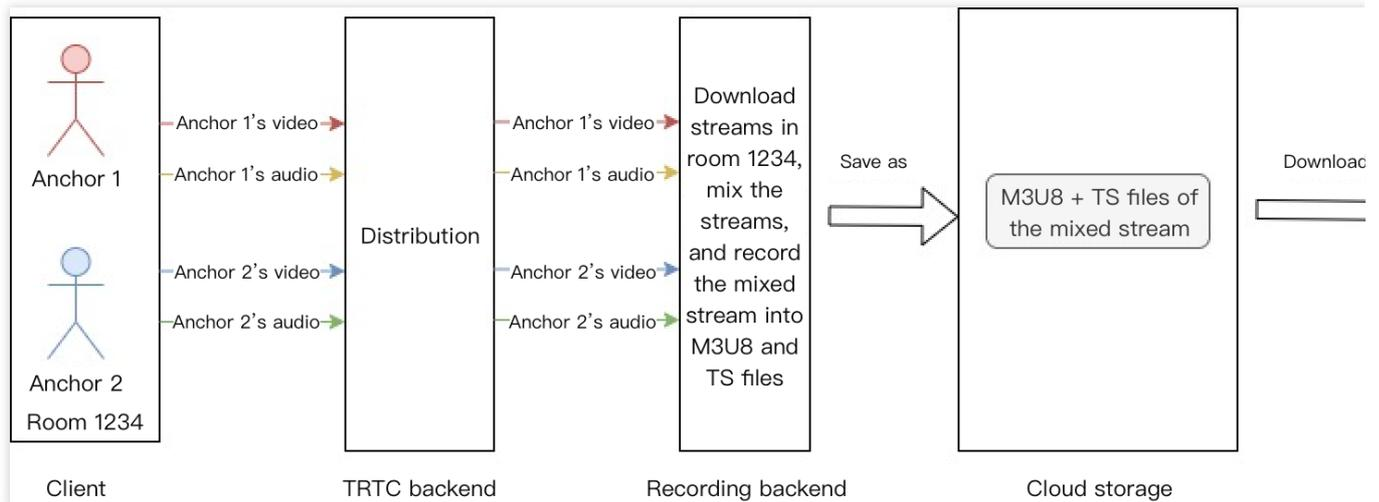 Anchor 1
Anchor 2
Room 1234
Client
Anchor 1's video
Anchor 1's audio
Anchor 2's video
Anchor 2's audio
Distribution
TRTC backend
Anchor 1's video
Anchor 1's audio
Anchor 2's video
Anchor 2's audio
Download
streams in
room 1234,
mix the
streams,
and record
the mixed
stream into
M3U8 and
TS files
Recording backend
Save as
M3U8 + TS files of
the mixed stream
Cloud storage
Download